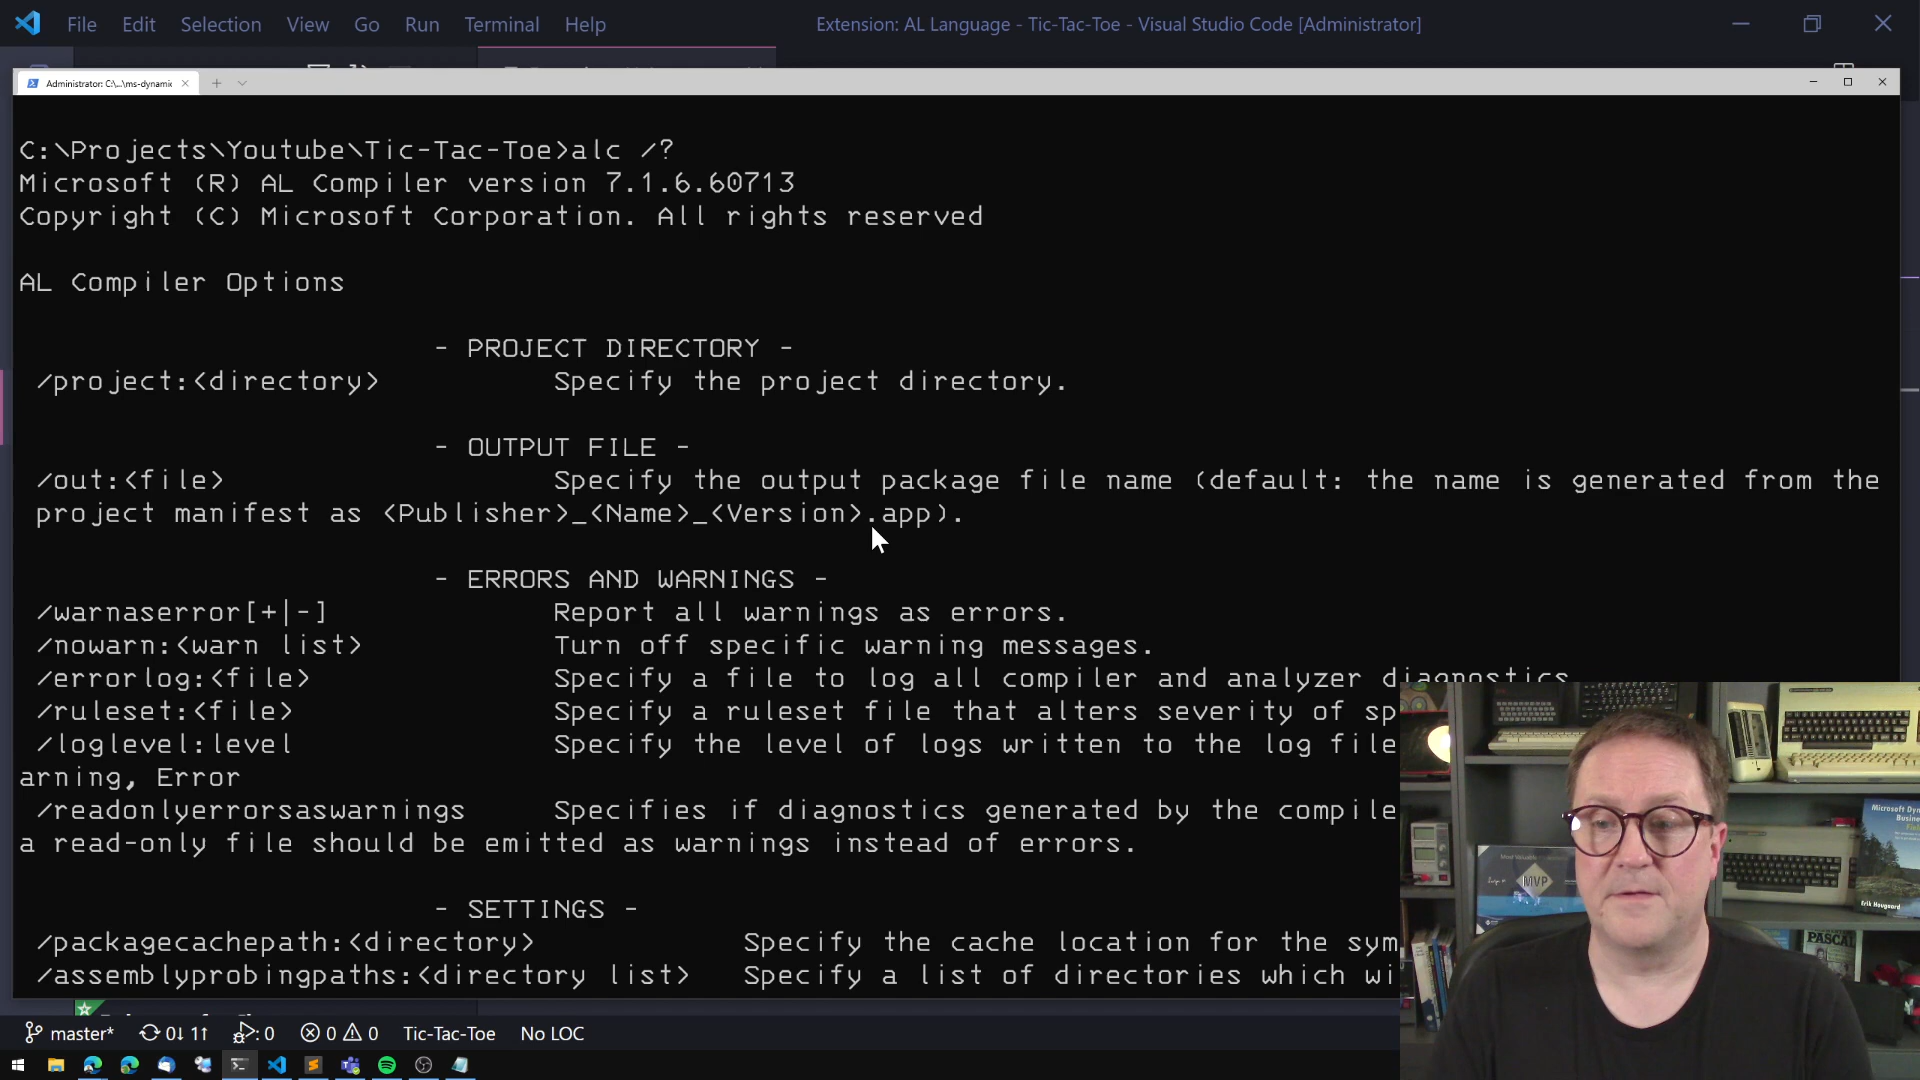 File Edit Selection View Go Run Terminal Help
Extension: AL Language - Tic-Tac-Toe - Visual Studio Code [Administrator]
Administrator: C:\...\ms-dynamic
C:\Projects\Youtube\Tic-Tac-Toe>alc /?
Microsoft (R) AL Compiler version 7.1.6.60713
Copyright (C) Microsoft Corporation. All rights reserved
AL Compiler Options
- PROJECT DIRECTORY -
/project:<directory> Specify the project directory.
- OUTPUT FILE -
/out:<file> Specify the output package file name (default: the name is generated from the
project manifest as <Publisher>_<Name>_<Version>.app).
- ERRORS AND WARNINGS -
/warnaserror[+|-] Report all warnings as errors.
/nowarn:<warn list> Turn off specific warning messages.
/errorlog:<file> Specify a file to log all compiler and analyzer diagnostics
/ruleset:<file> Specify a ruleset file that alters severity of sp
/loglevel:level Specify the level of logs written to the log file
arning, Error
/readonlyerrorsaswarnings Specifies if diagnostics generated by the compile
a read-only file should be emitted as warnings instead of errors.
- SETTINGS -
/packagecachepath:<directory> Specify the cache location for the sym
/assemblyprobingpaths:<directory list> Specify a list of directories which wi
master* 0↓ 1↑ : 0 0 0 Tic-Tac-Toe No LOC
MVP
Microsoft Dyn
Busine
Erik Hougaard
PASCAL